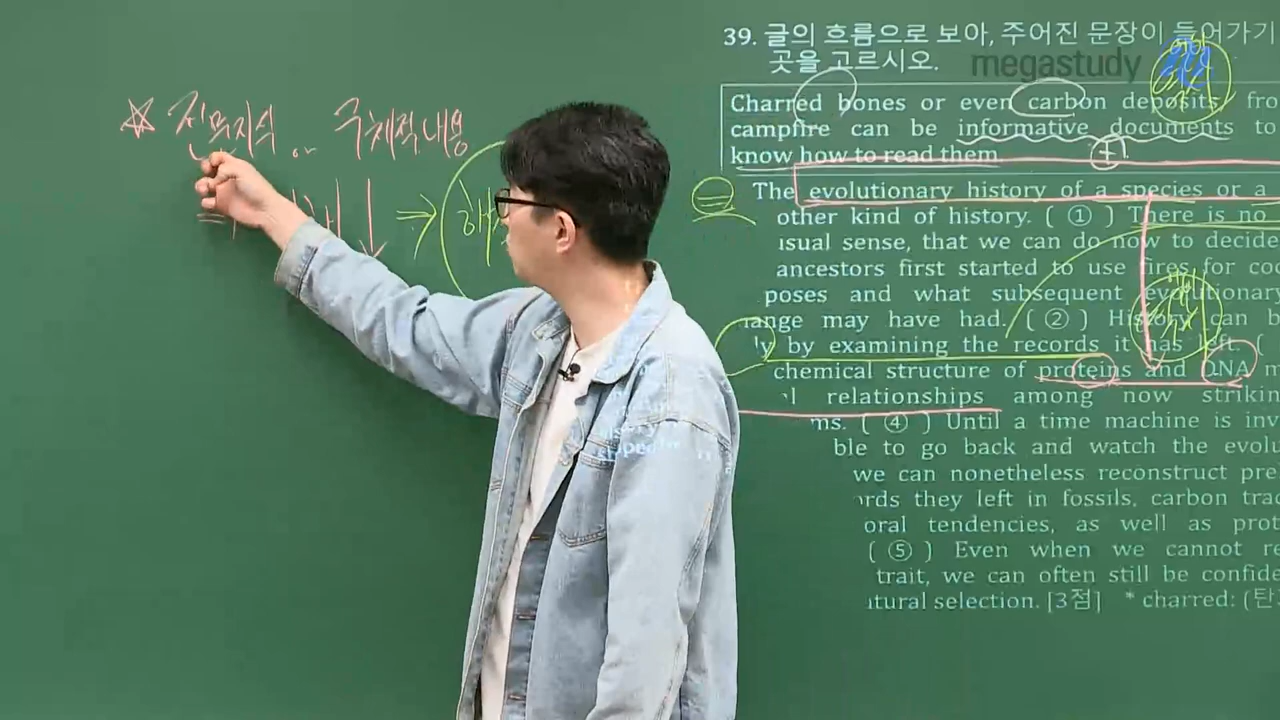 전문지식 구체적 내용
39. 글의 흐름으로 보아, 주어진 문장이 들어가기
곳을 고르시오.
megastudy
Charred bones or even carbon deposits fro
campfire can be informative documents to
know how to read them
The evolutionary history of a species or a
other kind of history. ( ① ) There is no
usual sense, that we can do now to decide
ancestors first started to use fires for coo
poses and what subsequent evolutionary
ange may have had. ( ② ) History can b
ly by examining the records it has left. (
chemical structure of proteins and DNA m
al relationships among now strikin
ms. ( ④ ) Until a time machine is inv
ble to go back and watch the evolu
we can nonetheless reconstruct pre
rds they left in fossils, carbon trac
oral tendencies, as well as prot
( ⑤ ) Even when we cannot re
trait, we can often still be confide
atural selection. [3점] * charred: (탄